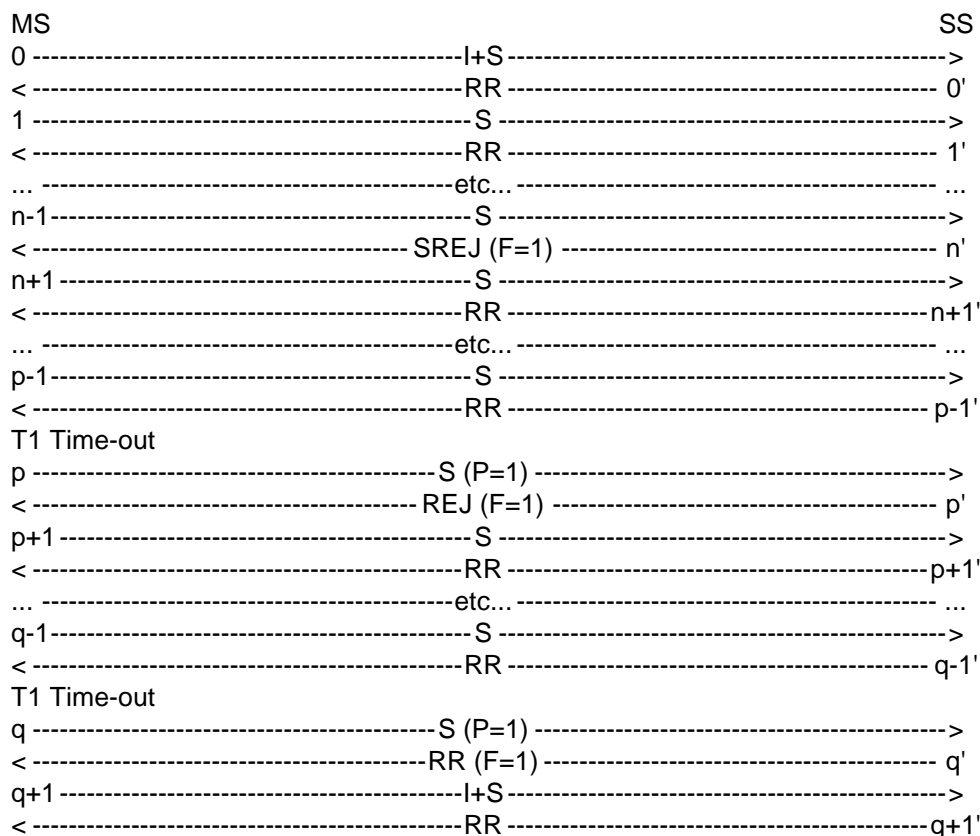 MS SS
0 ---------------------------------------------------I+S---------------------------------------------------->
< ---------------------------------------------------RR --------------------------------------------------- 0'
1 ----------------------------------------------------S ----------------------------------------------------->
< ---------------------------------------------------RR --------------------------------------------------- 1'
... -------------------------------------------------etc... -------------------------------------------------- ...
n-1--------------------------------------------------S ----------------------------------------------------->
< --------------------------------------------- SREJ (F=1) --------------------------------------------- n'
n+1 -------------------------------------------------S ----------------------------------------------------->
< ---------------------------------------------------RR --------------------------------------------------n+1'
... -------------------------------------------------etc... -------------------------------------------------- ...
p-1--------------------------------------------------S ----------------------------------------------------->
< ---------------------------------------------------RR -------------------------------------------------- p-1'
T1 Time-out
p ------------------------------------------------S (P=1) ------------------------------------------------->
< ---------------------------------------------- REJ (F=1) ---------------------------------------------- p'
p+1 -------------------------------------------------S ----------------------------------------------------->
< ---------------------------------------------------RR --------------------------------------------------p+1'
... -------------------------------------------------etc... -------------------------------------------------- ...
q-1--------------------------------------------------S ----------------------------------------------------->
< ---------------------------------------------------RR -------------------------------------------------- q-1'
T1 Time-out
q ------------------------------------------------S (P=1) ------------------------------------------------->
< -----------------------------------------------RR (F=1) ----------------------------------------------- q'
q+1 ------------------------------------------------I+S---------------------------------------------------->
< ---------------------------------------------------RR --------------------------------------------------q+1'